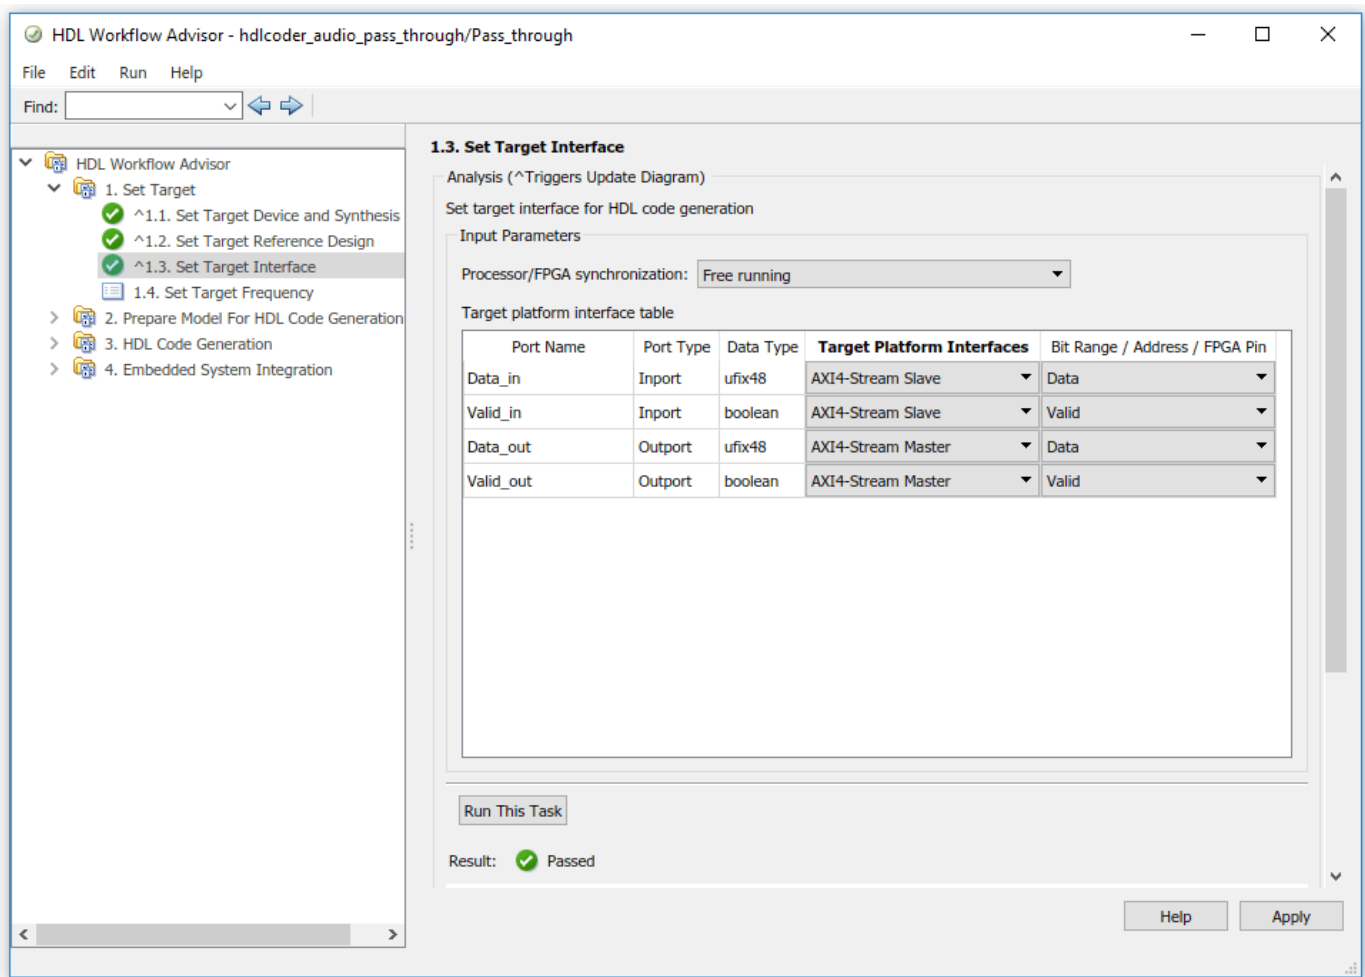 HDL Workflow Advisor - hdlcoder_audio_pass_through/Pass_through
File Edit Run Help
Find:
HDL Workflow Advisor
1. Set Target
^1.1. Set Target Device and Synthesis
^1.2. Set Target Reference Design
^1.3. Set Target Interface
1.4. Set Target Frequency
2. Prepare Model For HDL Code Generation
3. HDL Code Generation
4. Embedded System Integration
1.3. Set Target Interface
Analysis (^Triggers Update Diagram)
Set target interface for HDL code generation
Input Parameters
Processor/FPGA synchronization: Free running
Target platform interface table
Port Name Port Type Data Type Target Platform Interfaces Bit Range / Address / FPGA Pin
Data_in Inport ufix48 AXI4-Stream Slave Data
Valid_in Inport boolean AXI4-Stream Slave Valid
Data_out Outport ufix48 AXI4-Stream Master Data
Valid_out Outport boolean AXI4-Stream Master Valid
Run This Task
Result: Passed
Help Apply